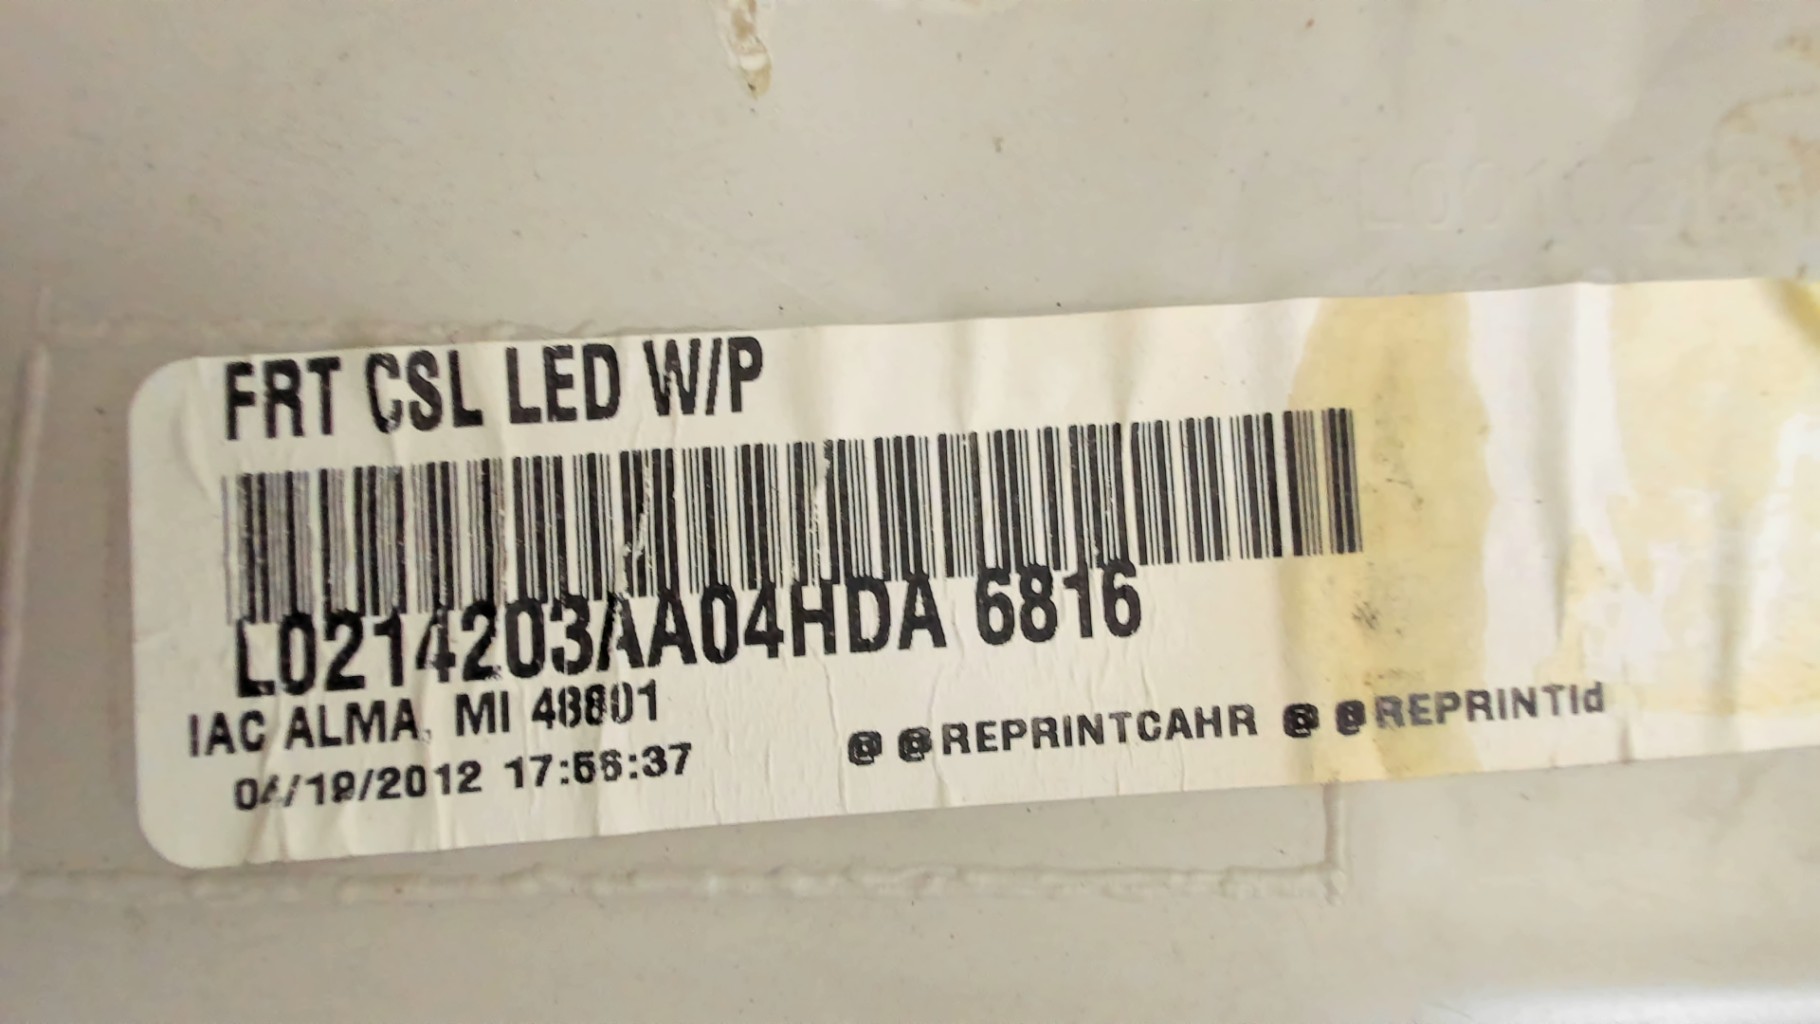 FRT CSL LED W/P
L0214203AA04HDA 6816
IAC ALMA, MI 48801
04/19/2012 17:56:37
@ @REPRINTCAHR @ @REPRINTId